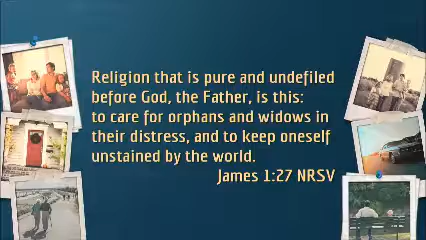 Religion that is pure and undefiled
before God, the Father, is this:
to care for orphans and widows in
their distress, and to keep oneself
unstained by the world.
James 1:27 NRSV